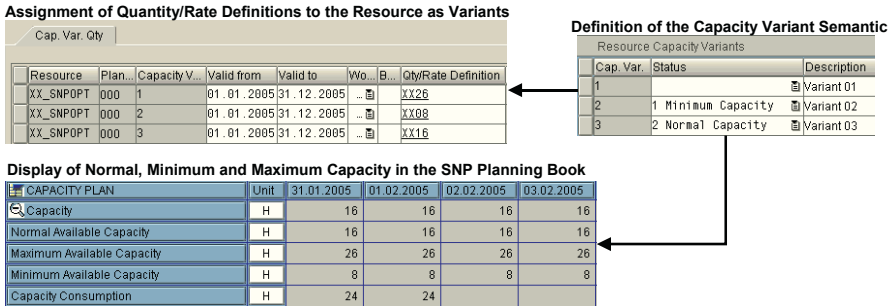 Assignment of Quantity/Rate Definitions to the Resource as Variants
Cap. Var. Qty
Resource Plan... Capacity V... Valid from Valid to Wo... B... Qty/Rate Definition
XX_SNPOPT 000 1 01.01.2005 31.12.2005 ... XX26
XX_SNPOPT 000 2 01.01.2005 31.12.2005 ... XX08
XX_SNPOPT 000 3 01.01.2005 31.12.2005 ... XX16
Definition of the Capacity Variant Semantic
Resource Capacity Variants
Cap. Var. Status Description
1 Variant 01
2 1 Minimum Capacity Variant 02
3 2 Normal Capacity Variant 03
Display of Normal, Minimum and Maximum Capacity in the SNP Planning Book
CAPACITY PLAN Unit 31.01.2005 01.02.2005 02.02.2005 03.02.2005
Capacity H 16 16 16 16
Normal Available Capacity H 16 16 16 16
Maximum Available Capacity H 26 26 26 26
Minimum Available Capacity H 8 8 8 8
Capacity Consumption H 24 24